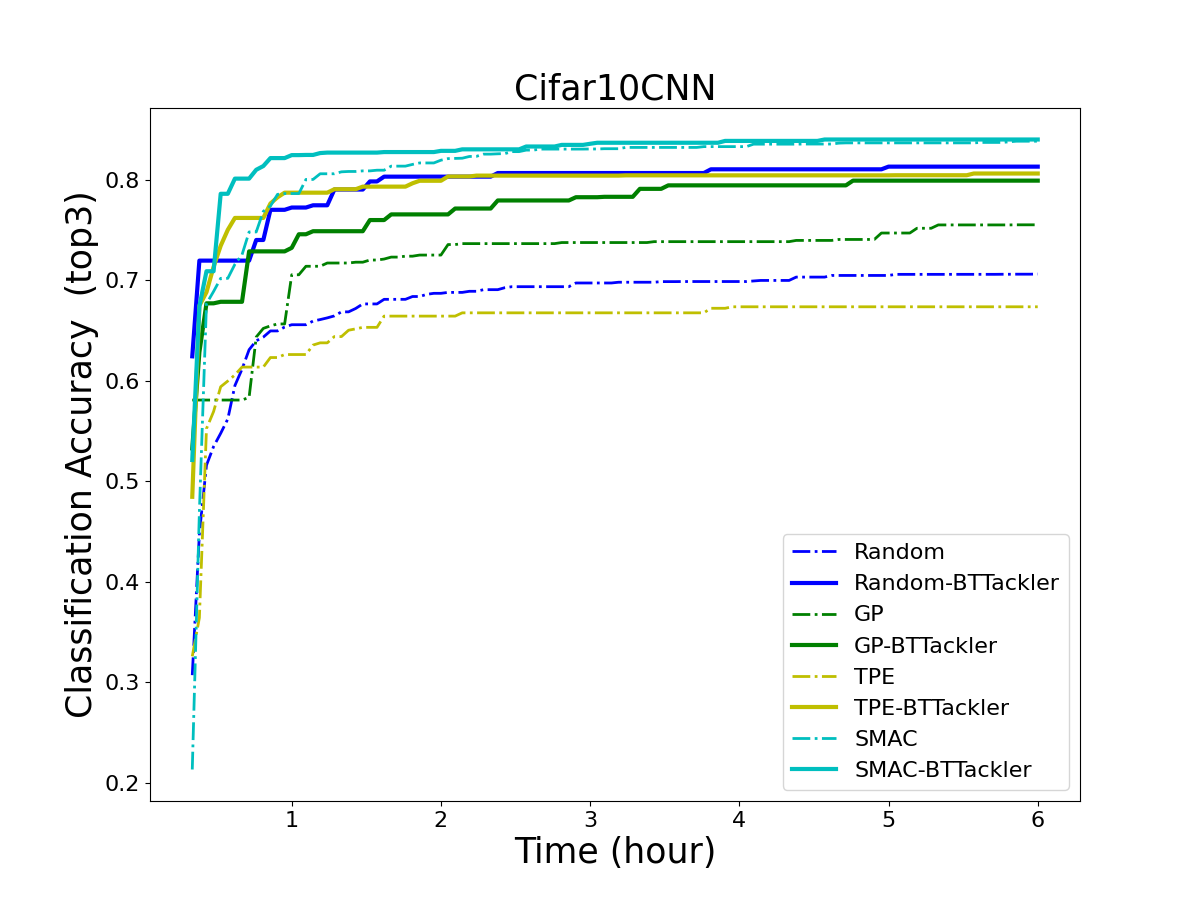 Cifar10CNN
Classification Accuracy (top3)
0.8
0.7
0.6
0.5
0.4
0.3
0.2
Random
Random-BTTackler
GP
GP-BTTackler
TPE
TPE-BTTackler
SMAC
SMAC-BTTackler
1 2 3 4 5 6
Time (hour)